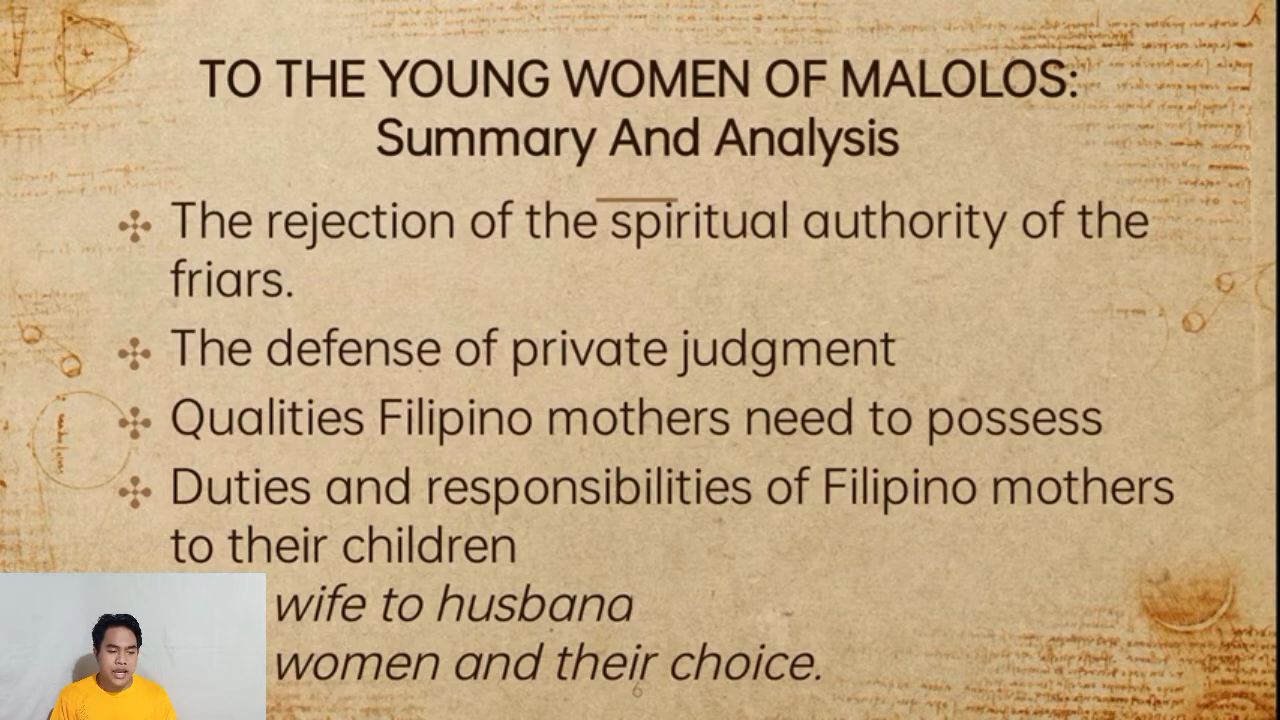 TO THE YOUNG WOMEN OF MALOLOS:
Summary And Analysis
The rejection of the spiritual authority of the
friars.
The defense of private judgment
Qualities Filipino mothers need to possess
Duties and responsibilities of Filipino mothers
to their children
wife to husbana
women and their choice.
6